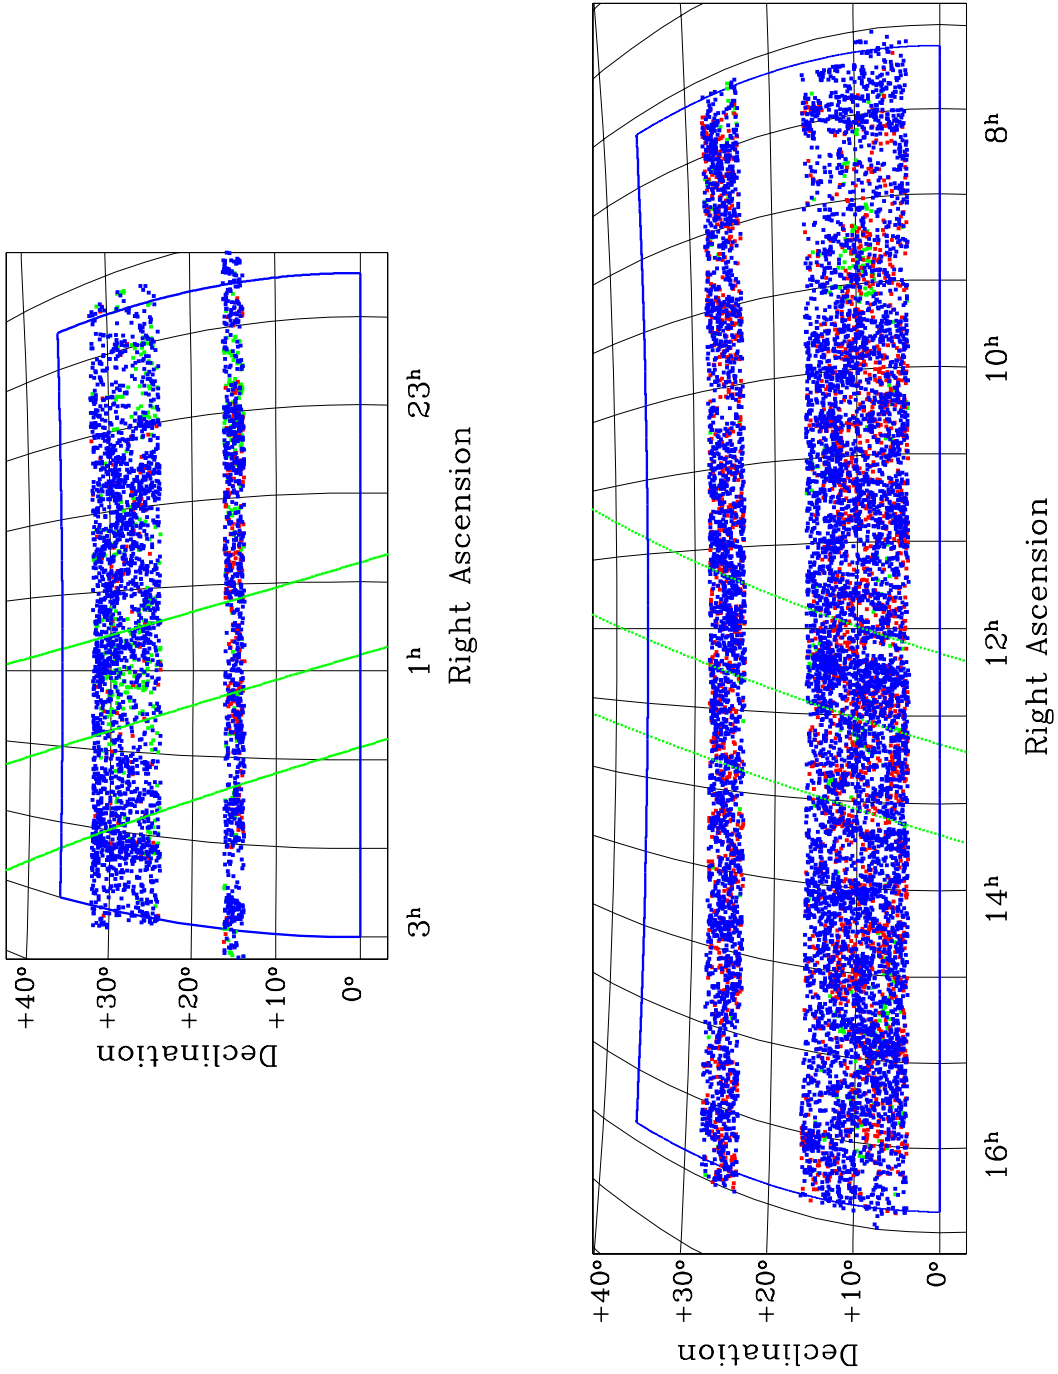 +40°
+30°
+20°
+10°
0°
Declination
23ʰ
1ʰ
3ʰ
Right Ascension
+40°
+30°
+20°
+10°
0°
Declination
8ʰ
10ʰ
12ʰ
14ʰ
16ʰ
Right Ascension